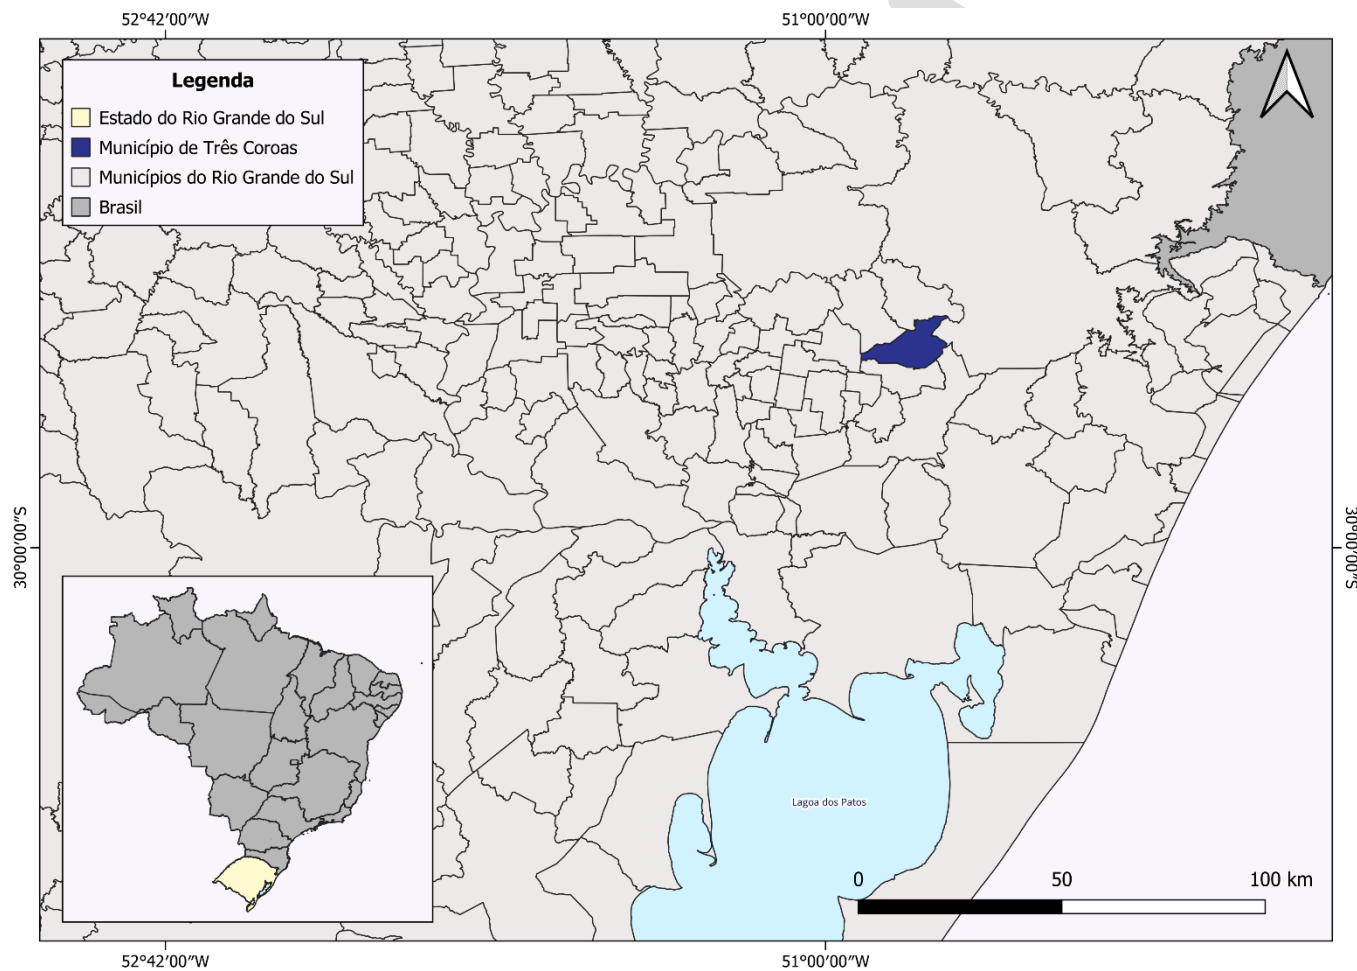 52°42′00″W
51°00′00″W
Legenda
Estado do Rio Grande do Sul
Município de Três Coroas
Municípios do Rio Grande do Sul
Brasil
30°00′00″S
30°00′00″S
Lagoa dos Patos
0 50 100 km
52°42′00″W
51°00′00″W